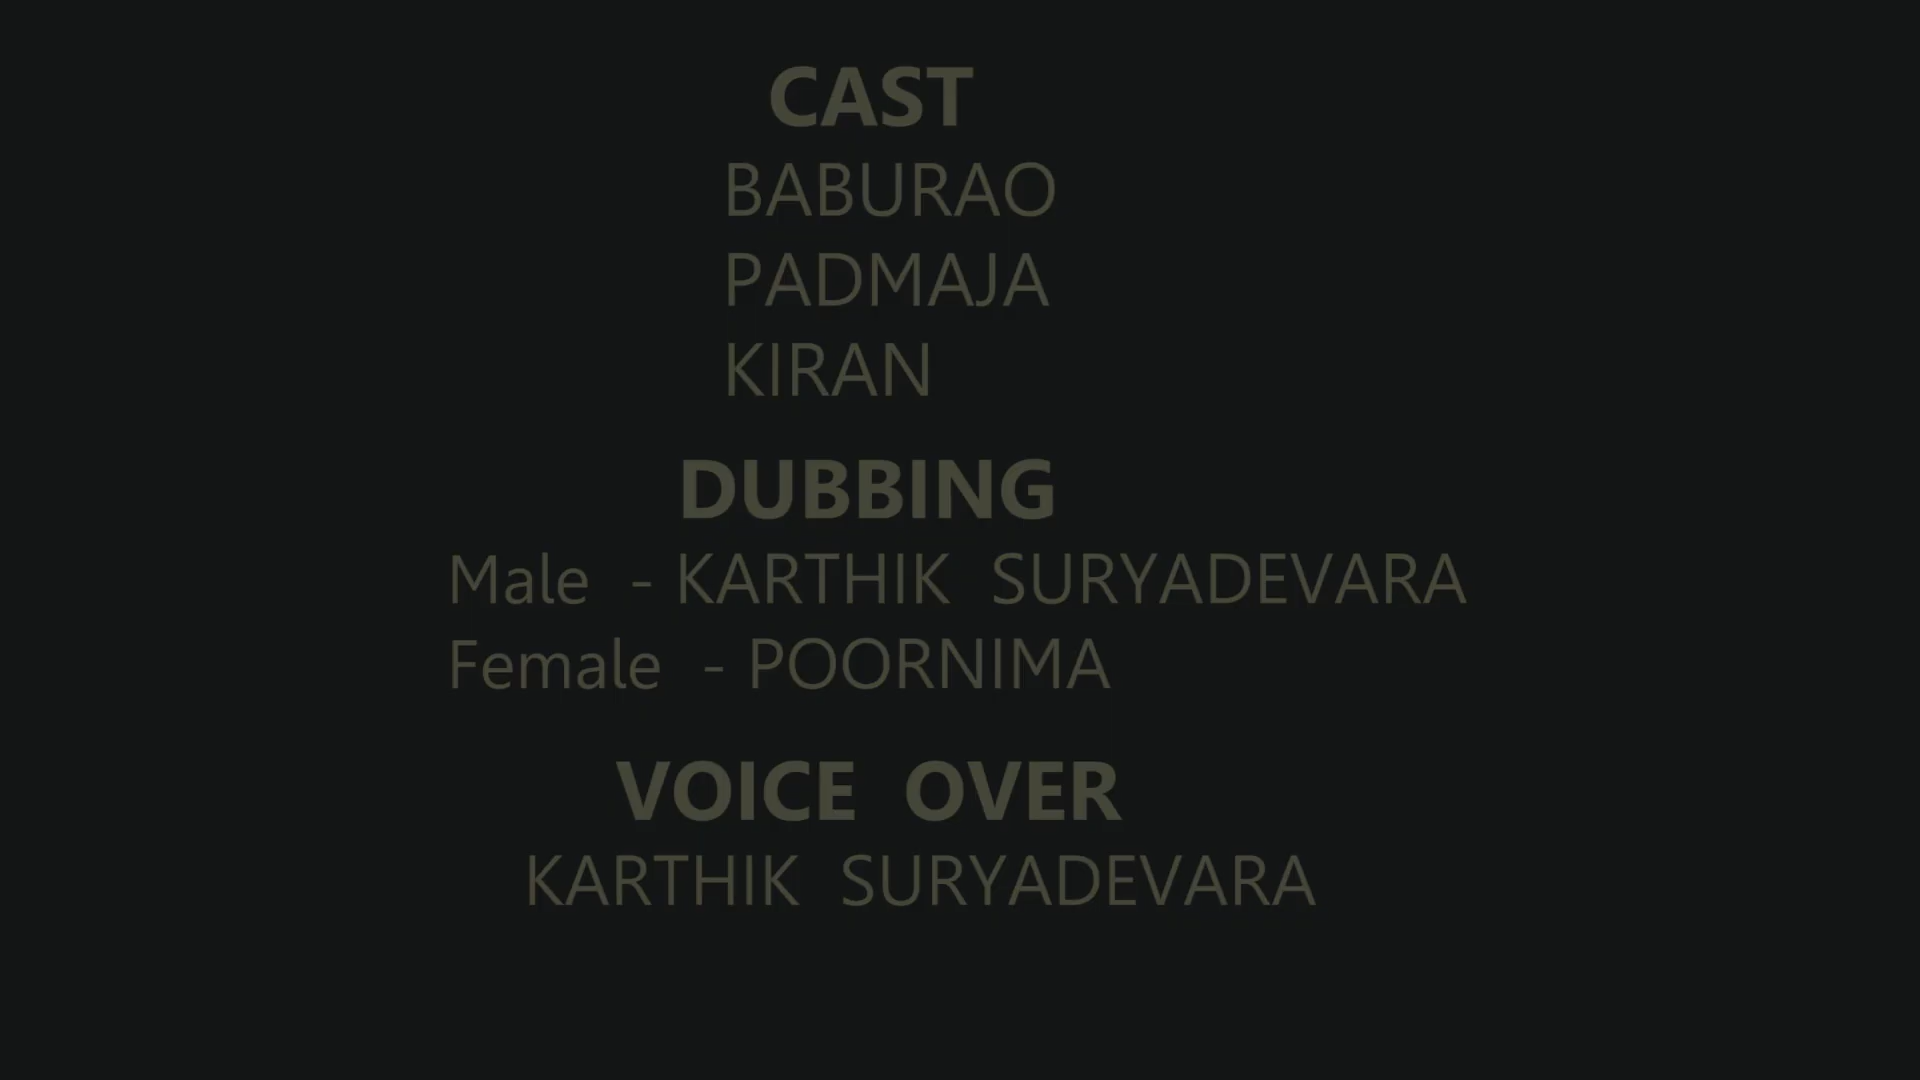 CAST
BABURAO
PADMAJA
KIRAN
DUBBING
Male - KARTHIK SURYADEVARA
Female - POORNIMA
VOICE OVER
KARTHIK SURYADEVARA